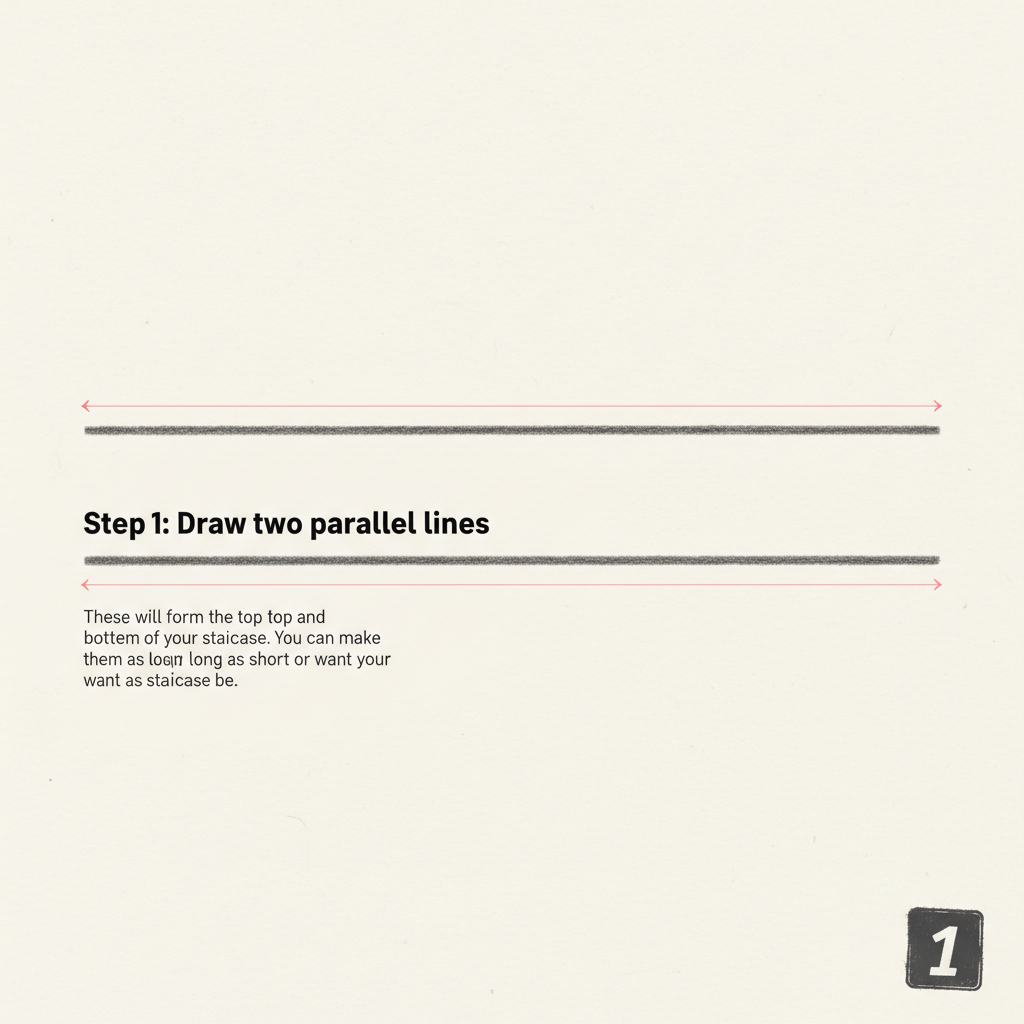 Step 1: Draw two parallel lines
These will form the top top and
bottem of your staicase. You can make
them as long as short or want your
want as staicase be.
1